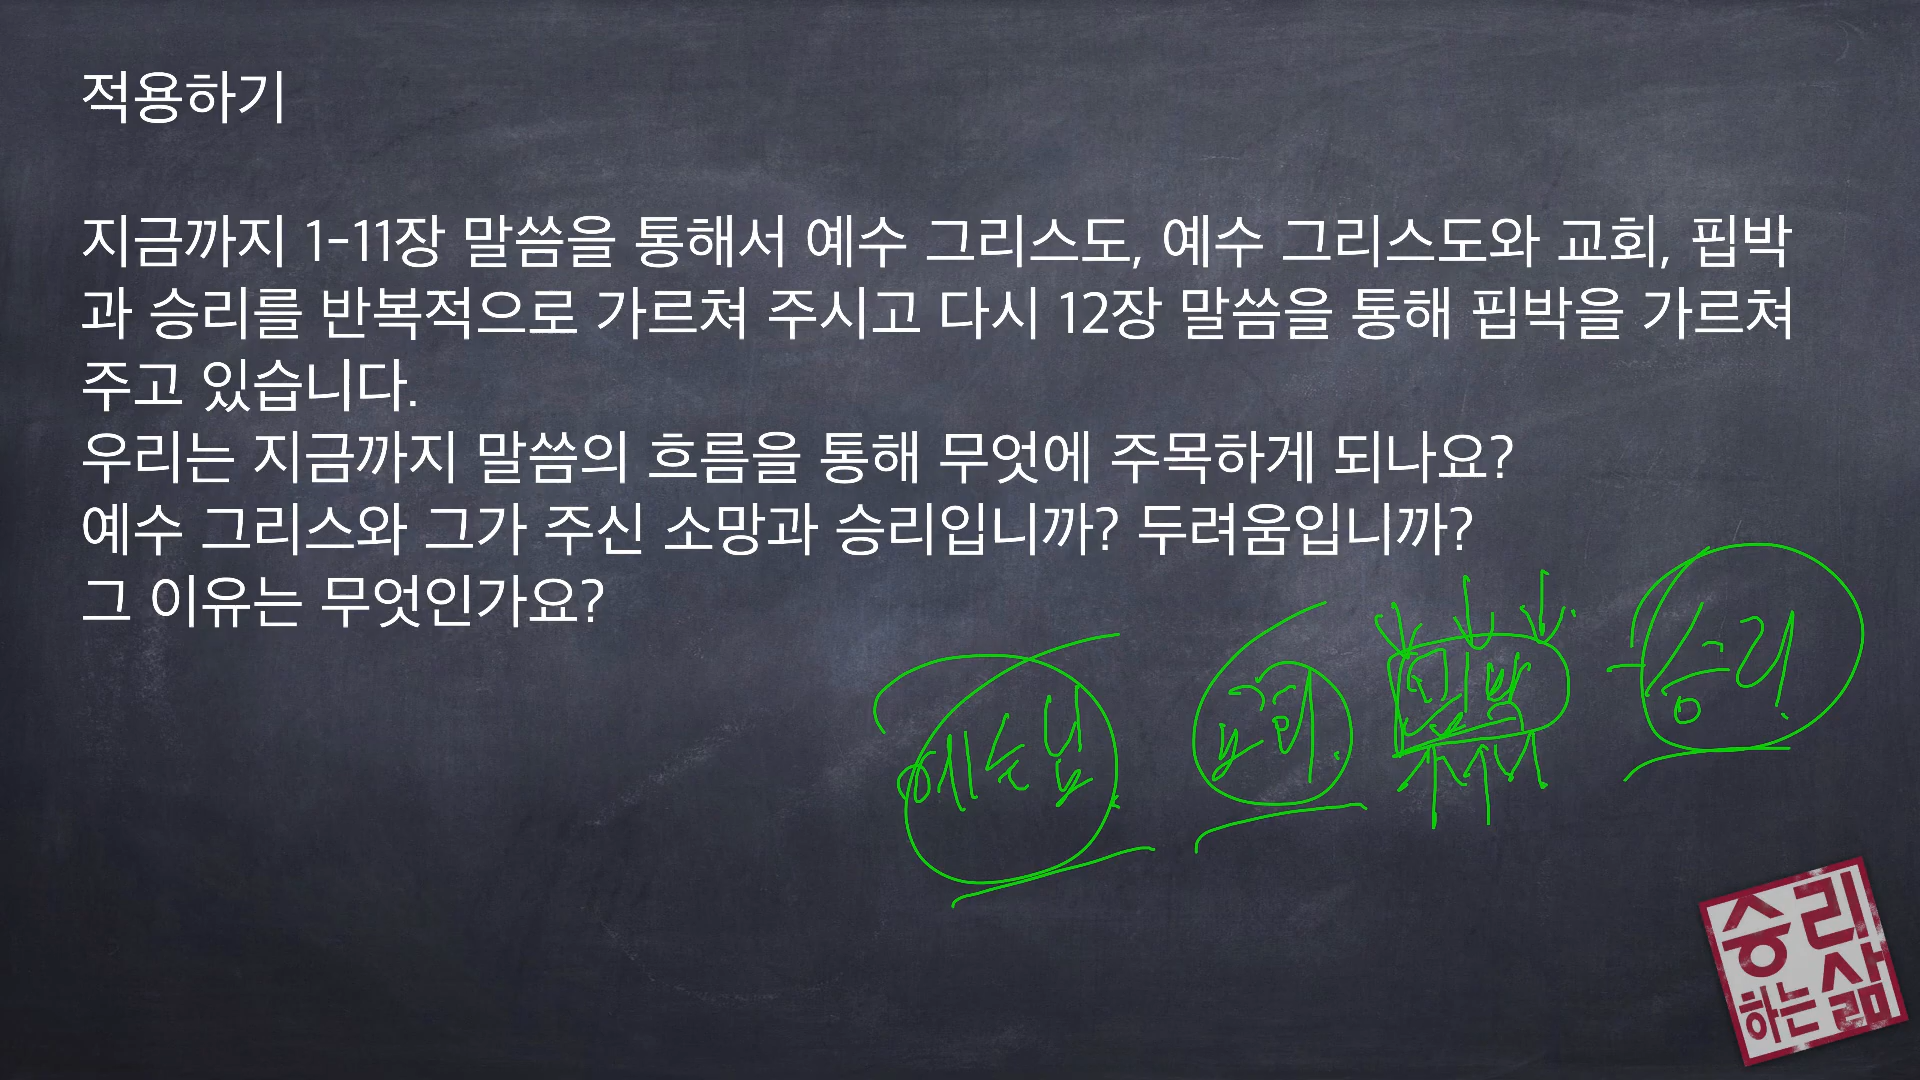 적용하기
지금까지 1-11장 말씀을 통해서 예수 그리스도, 예수 그리스도와 교회, 핍박
과 승리를 반복적으로 가르쳐 주시고 다시 12장 말씀을 통해 핍박을 가르쳐
주고 있습니다.
우리는 지금까지 말씀의 흐름을 통해 무엇에 주목하게 되나요?
예수 그리스와 그가 주신 소망과 승리입니까? 두려움입니까?
그 이유는 무엇인가요?
예수님 교회 핍박 승리
승리
하는 삶